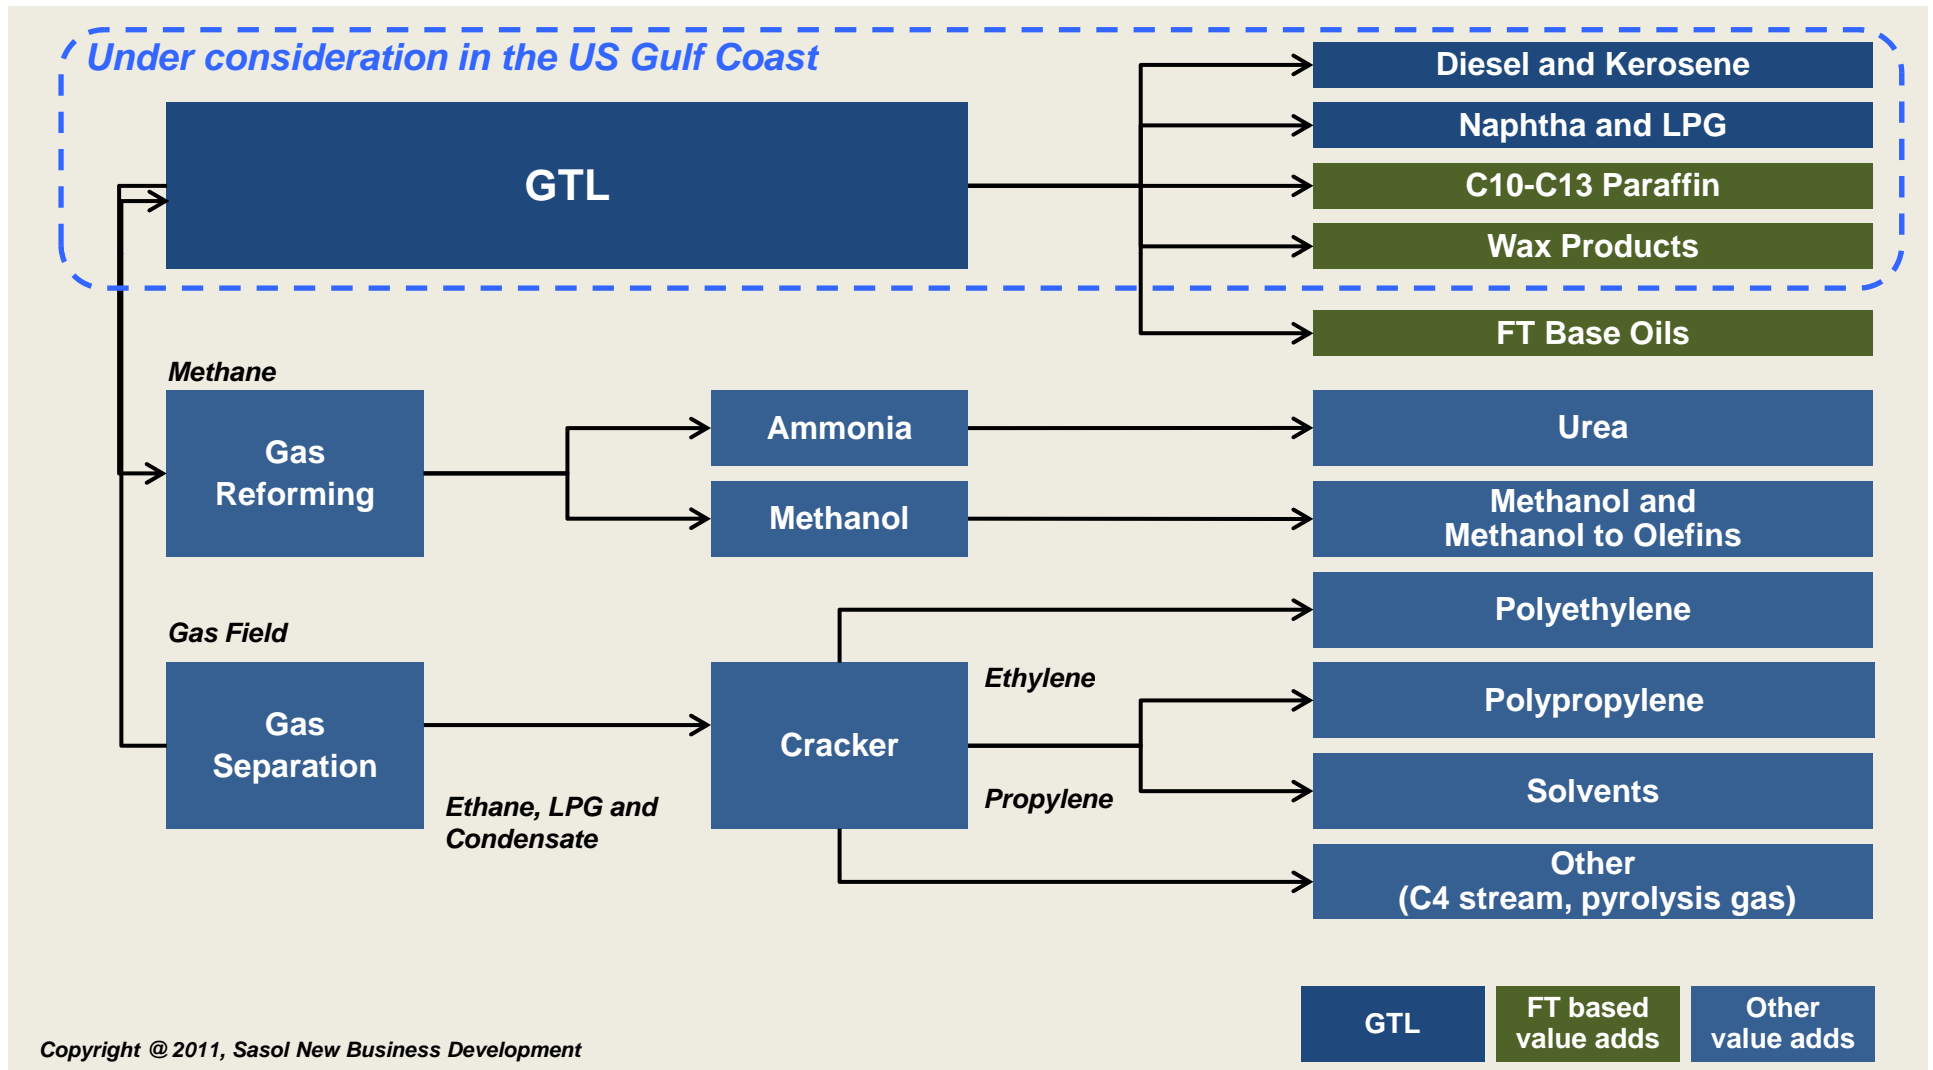 Under consideration in the US Gulf Coast
GTL
Diesel and Kerosene
Naphtha and LPG
C10-C13 Paraffin
Wax Products
FT Base Oils
Methane
Gas
Reforming
Ammonia
Urea
Methanol
Methanol and
Methanol to Olefins
Polyethylene
Gas Field
Gas
Separation
Ethane, LPG and
Condensate
Cracker
Ethylene
Propylene
Polypropylene
Solvents
Other
(C4 stream, pyrolysis gas)
GTL
FT based
value adds
Other
value adds
Copyright @ 2011, Sasol New Business Development